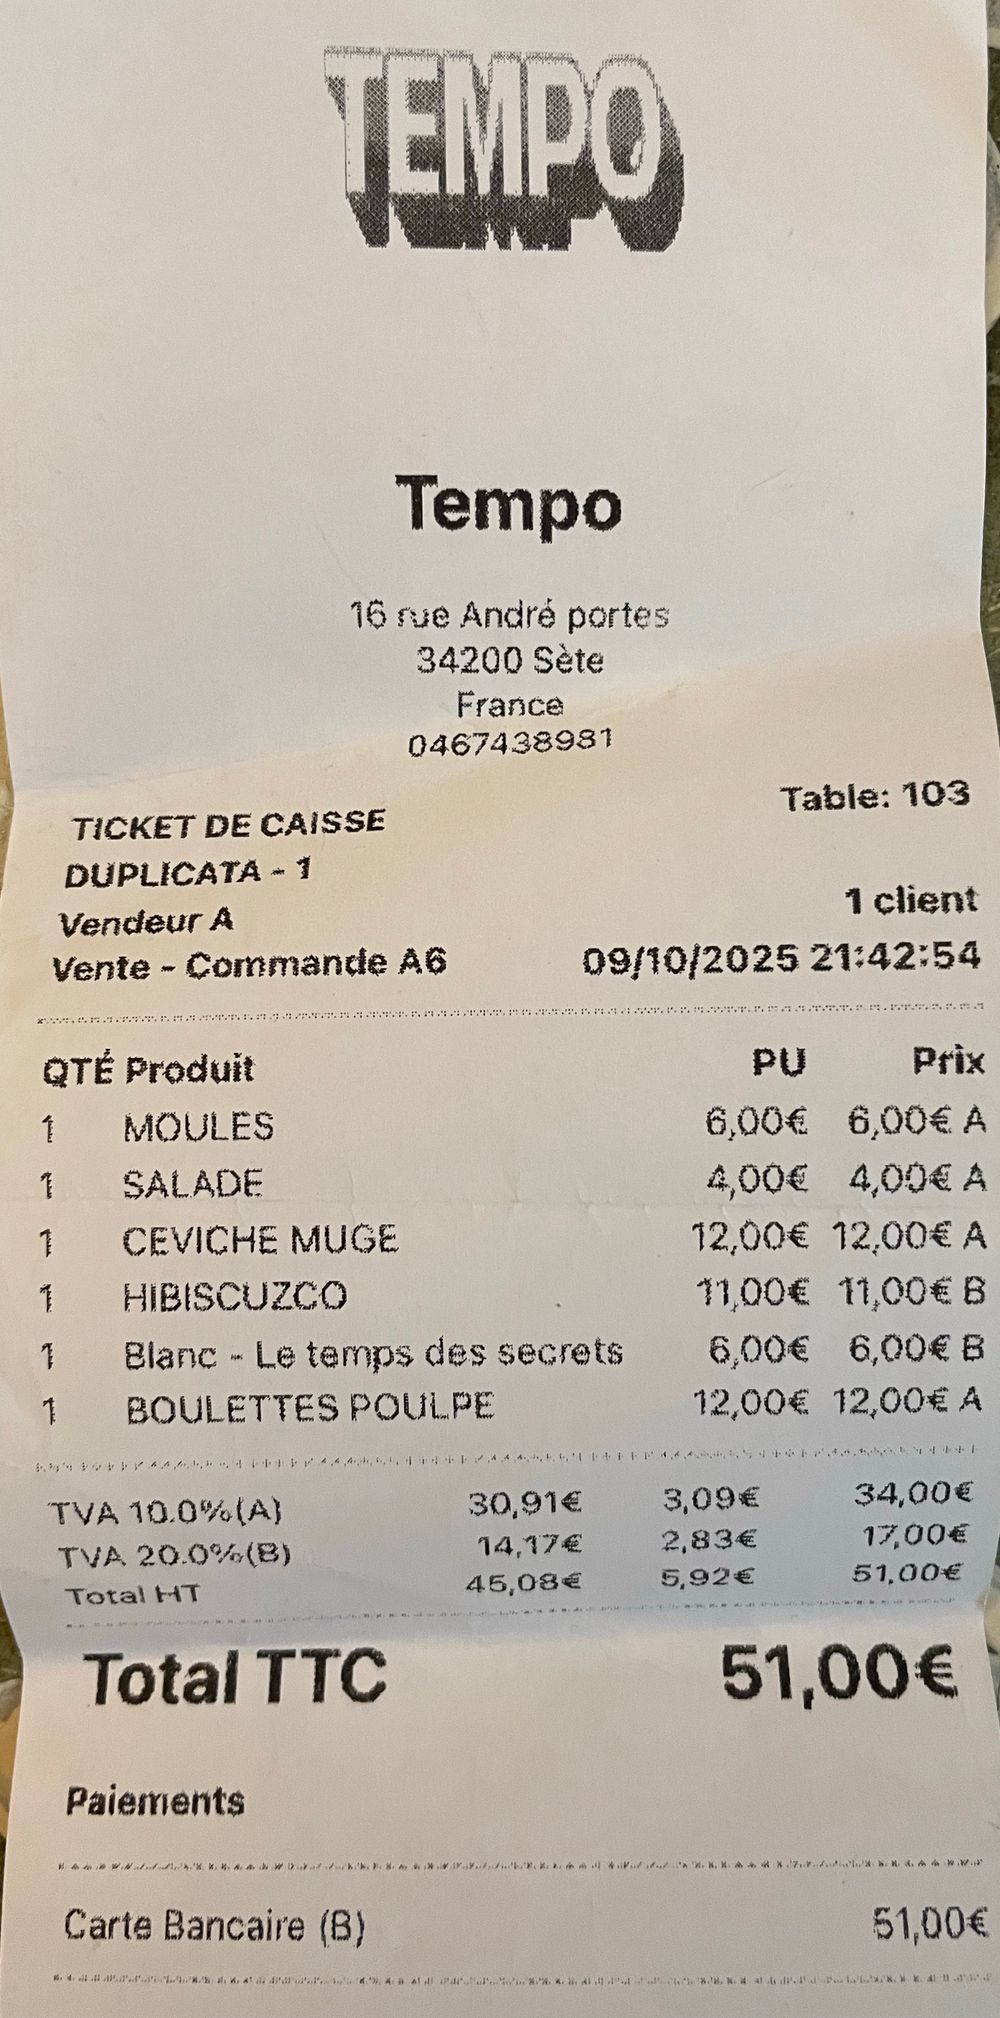 TEMPO
Tempo
16 rue André portes
34200 Sète
France
0467438981
Table: 103
TICKET DE CAISSE
DUPLICATA - 1
1 client
Vendeur A
Vente - Commande A6 09/10/2025 21:42:54
QTÉ Produit PU Prix
1 MOULES 6,00€ 6,00€ A
1 SALADE 4,00€ 4,00€ A
1 CEVICHE MUGE 12,00€ 12,00€ A
1 HIBISCUZCO 11,00€ 11,00€ B
1 Blanc - Le temps des secrets 6,00€ 6,00€ B
1 BOULETTES POULPE 12,00€ 12,00€ A
TVA 10.0%(A) 30,91€ 3,09€ 34,00€
TVA 20.0%(B) 14,17€ 2,83€ 17,00€
Total HT 45,08€ 5,92€ 51,00€
Total TTC 51,00€
Paiements
Carte Bancaire (B) 51,00€